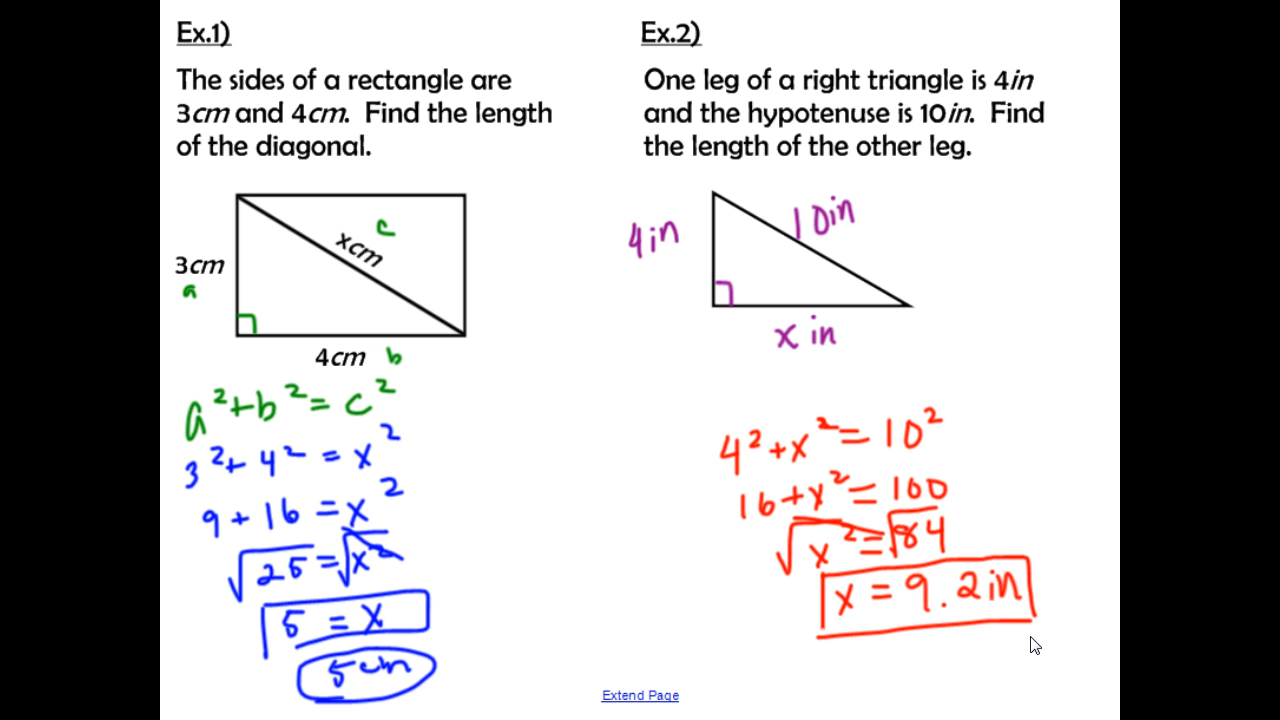 Ex.1)
The sides of a rectangle are
3cm and 4cm. Find the length
of the diagonal.
3cm
a
xcm
c
4cm b
a²+b²=c²
3²+4²=x²
9+16=x²
√25=√x²
5=x
5cm
Ex.2)
One leg of a right triangle is 4in
and the hypotenuse is 10in. Find
the length of the other leg.
4in
10in
x in
4²+x²=10²
16+x²=100
√x²=√84
x=9.2in
Extend Page